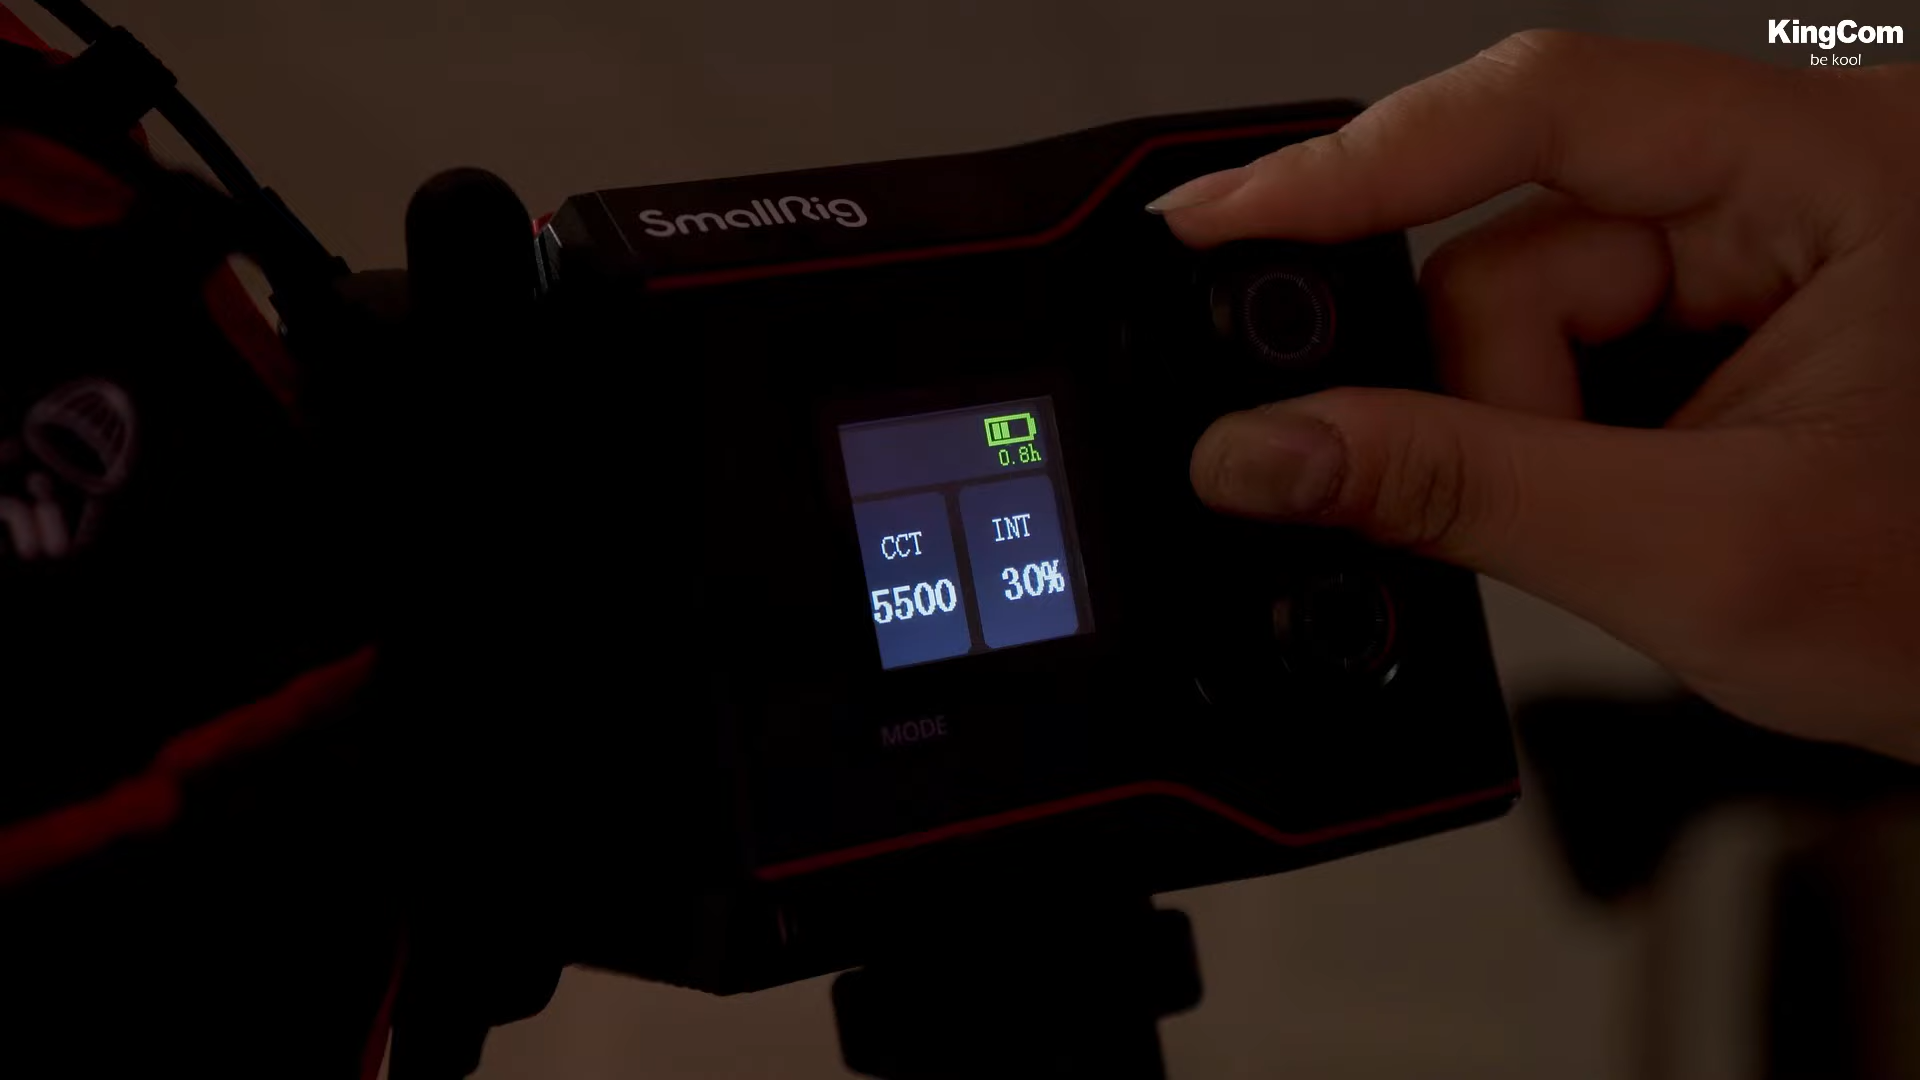 KingCom
be kool
SmallRig
0.8h
CCT
INT
5500
30%
MODE